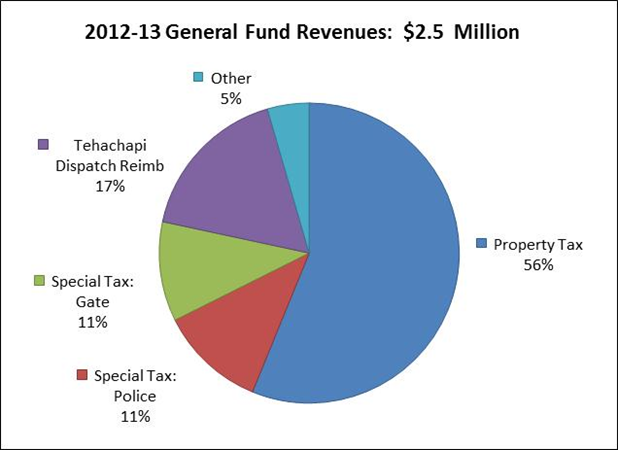 2012-13 General Fund Revenues:  $2.5  Million
Other
5%
Tehachapi
Dispatch Reimb
17%
Property Tax
56%
Special Tax:
Gate
11%
Special Tax:
Police
11%